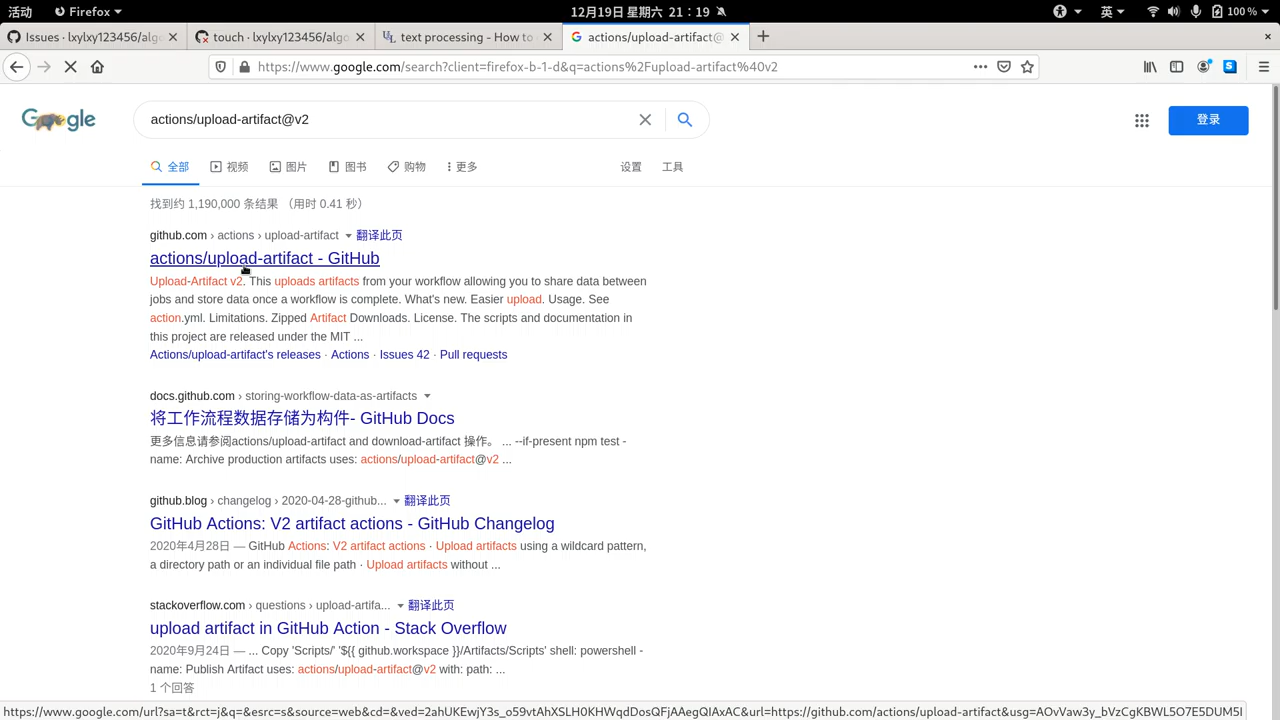 活动 Firefox 12月19日 星期六 21：19 英 100 %
Issues · lxylxy123456/algo touch · lxylxy123456/algo text processing - How to actions/upload-artifact@
https://www.google.com/search?client=firefox-b-1-d&q=actions%2Fupload-artifact%40v2
Google actions/upload-artifact@v2 登录
全部 视频 图片 图书 购物 更多 设置 工具
找到约 1,190,000 条结果 （用时 0.41 秒）
github.com › actions › upload-artifact 翻译此页
actions/upload-artifact - GitHub
Upload-Artifact v2. This uploads artifacts from your workflow allowing you to share data between
jobs and store data once a workflow is complete. What's new. Easier upload. Usage. See
action.yml. Limitations. Zipped Artifact Downloads. License. The scripts and documentation in
this project are released under the MIT ...
Actions/upload-artifact's releases · Actions · Issues 42 · Pull requests
docs.github.com › storing-workflow-data-as-artifacts
将工作流程数据存储为构件- GitHub Docs
更多信息请参阅actions/upload-artifact and download-artifact 操作。 ... --if-present npm test -
name: Archive production artifacts uses: actions/upload-artifact@v2 ...
github.blog › changelog › 2020-04-28-github... 翻译此页
GitHub Actions: V2 artifact actions - GitHub Changelog
2020年4月28日 — GitHub Actions: V2 artifact actions · Upload artifacts using a wildcard pattern,
a directory path or an individual file path · Upload artifacts without ...
stackoverflow.com › questions › upload-artifa... 翻译此页
upload artifact in GitHub Action - Stack Overflow
2020年9月24日 — ... Copy 'Scripts/' '${{ github.workspace }}/Artifacts/Scripts' shell: powershell -
name: Publish Artifact uses: actions/upload-artifact@v2 with: path: ...
1 个回答
https://www.google.com/url?sa=t&rct=j&q=&esrc=s&source=web&cd=&ved=2ahUKEwjY3s_o59vtAhXSLH0KHWqdDosQFjAAegQIAxAC&url=https://github.com/actions/upload-artifact&usg=AOvVaw3y_bVzCgKBWL5O7E5DUM5I